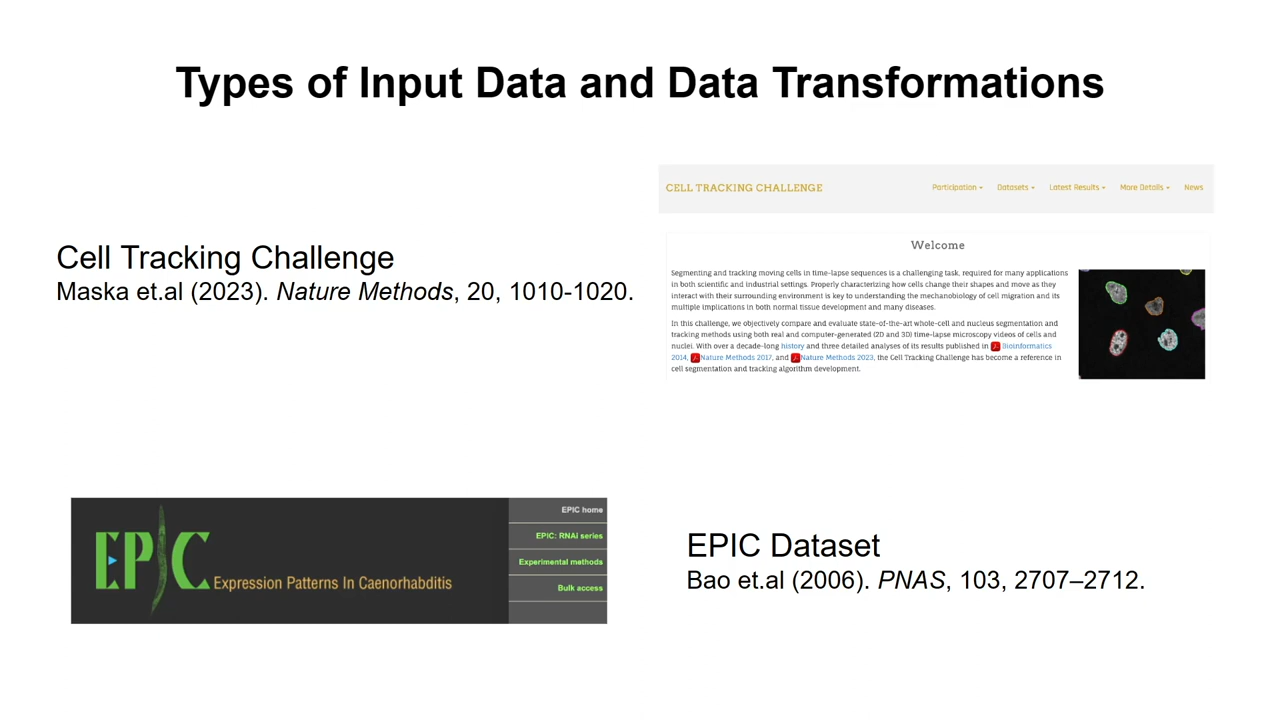 Types of Input Data and Data Transformations
Cell Tracking Challenge
Maska et.al (2023). Nature Methods, 20, 1010-1020.
CELL TRACKING CHALLENGE
Participation Datasets Latest Results More Details News
Welcome
Segmenting and tracking moving cells in time-lapse sequences is a challenging task, required for many applications
in both scientific and industrial settings. Properly characterizing how cells change their shapes and move as they
interact with their surrounding environment is key to understanding the mechanobiology of cell migration and its
multiple implications in both normal tissue development and many diseases.
In this challenge, we objectively compare and evaluate state-of-the-art whole-cell and nucleus segmentation and
tracking methods using both real and computer-generated (2D and 3D) time-lapse microscopy videos of cells and
nuclei. With over a decade-long history and three detailed analyses of its results published in Bioinformatics
2014, Nature Methods 2017, and Nature Methods 2023, the Cell Tracking Challenge has become a reference in
cell segmentation and tracking algorithm development.
EPIC
Expression Patterns In Caenorhabditis
EPIC home
EPIC: RNAi series
Experimental methods
Bulk access
EPIC Dataset
Bao et.al (2006). PNAS, 103, 2707–2712.